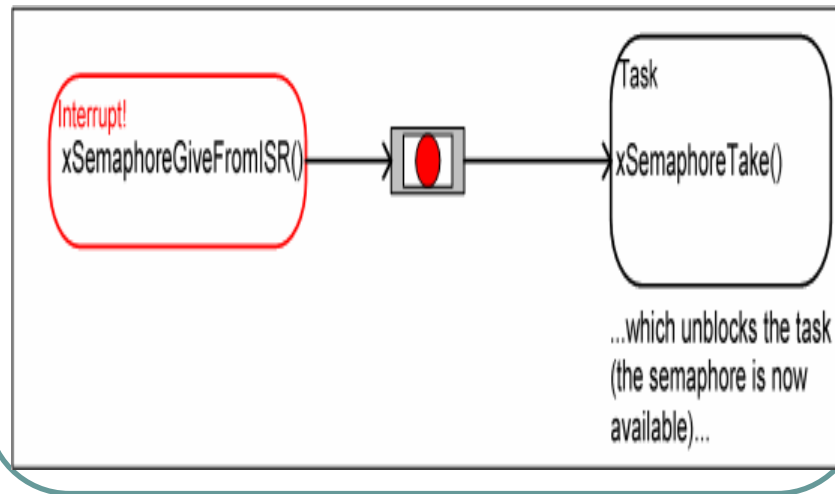 Interrupt!
xSemaphoreGiveFromISR()
Task
xSemaphoreTake()
...which unblocks the task
(the semaphore is now
available)...